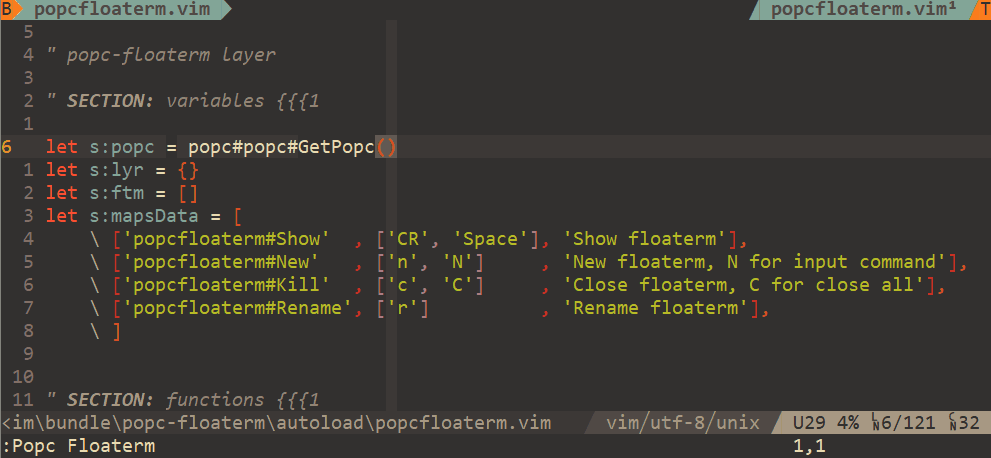 B popcfloaterm.vim popcfloaterm.vim¹ T
5
4 " popc-floaterm layer
3
2 " SECTION: variables {{{1
1
6 let s:popc = popc#popc#GetPopc()
1 let s:lyr = {}
2 let s:ftm = []
3 let s:mapsData = [
4 \ ['popcfloaterm#Show' , ['CR', 'Space'], 'Show floaterm'],
5 \ ['popcfloaterm#New' , ['n', 'N'] , 'New floaterm, N for input command'],
6 \ ['popcfloaterm#Kill' , ['c', 'C'] , 'Close floaterm, C for close all'],
7 \ ['popcfloaterm#Rename', ['r'] , 'Rename floaterm'],
8 \ ]
9
10
11 " SECTION: functions {{{1
<im\bundle\popc-floaterm\autoload\popcfloaterm.vim vim/utf-8/unix U29 4% ␊6/121 ␍32
:Popc Floaterm 1,1